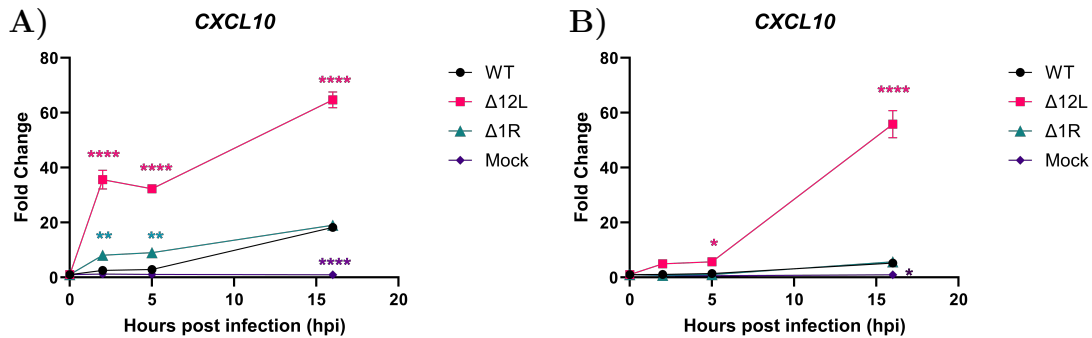 A)
CXCL10
80
60
40
20
0
Fold Change
****
****
****
**
**
****
0 5 10 15 20
Hours post infection (hpi)
WT
Δ12L
Δ1R
Mock
B)
CXCL10
80
60
40
20
0
Fold Change
****
*
*
0 5 10 15 20
Hours post infection (hpi)
WT
Δ12L
Δ1R
Mock